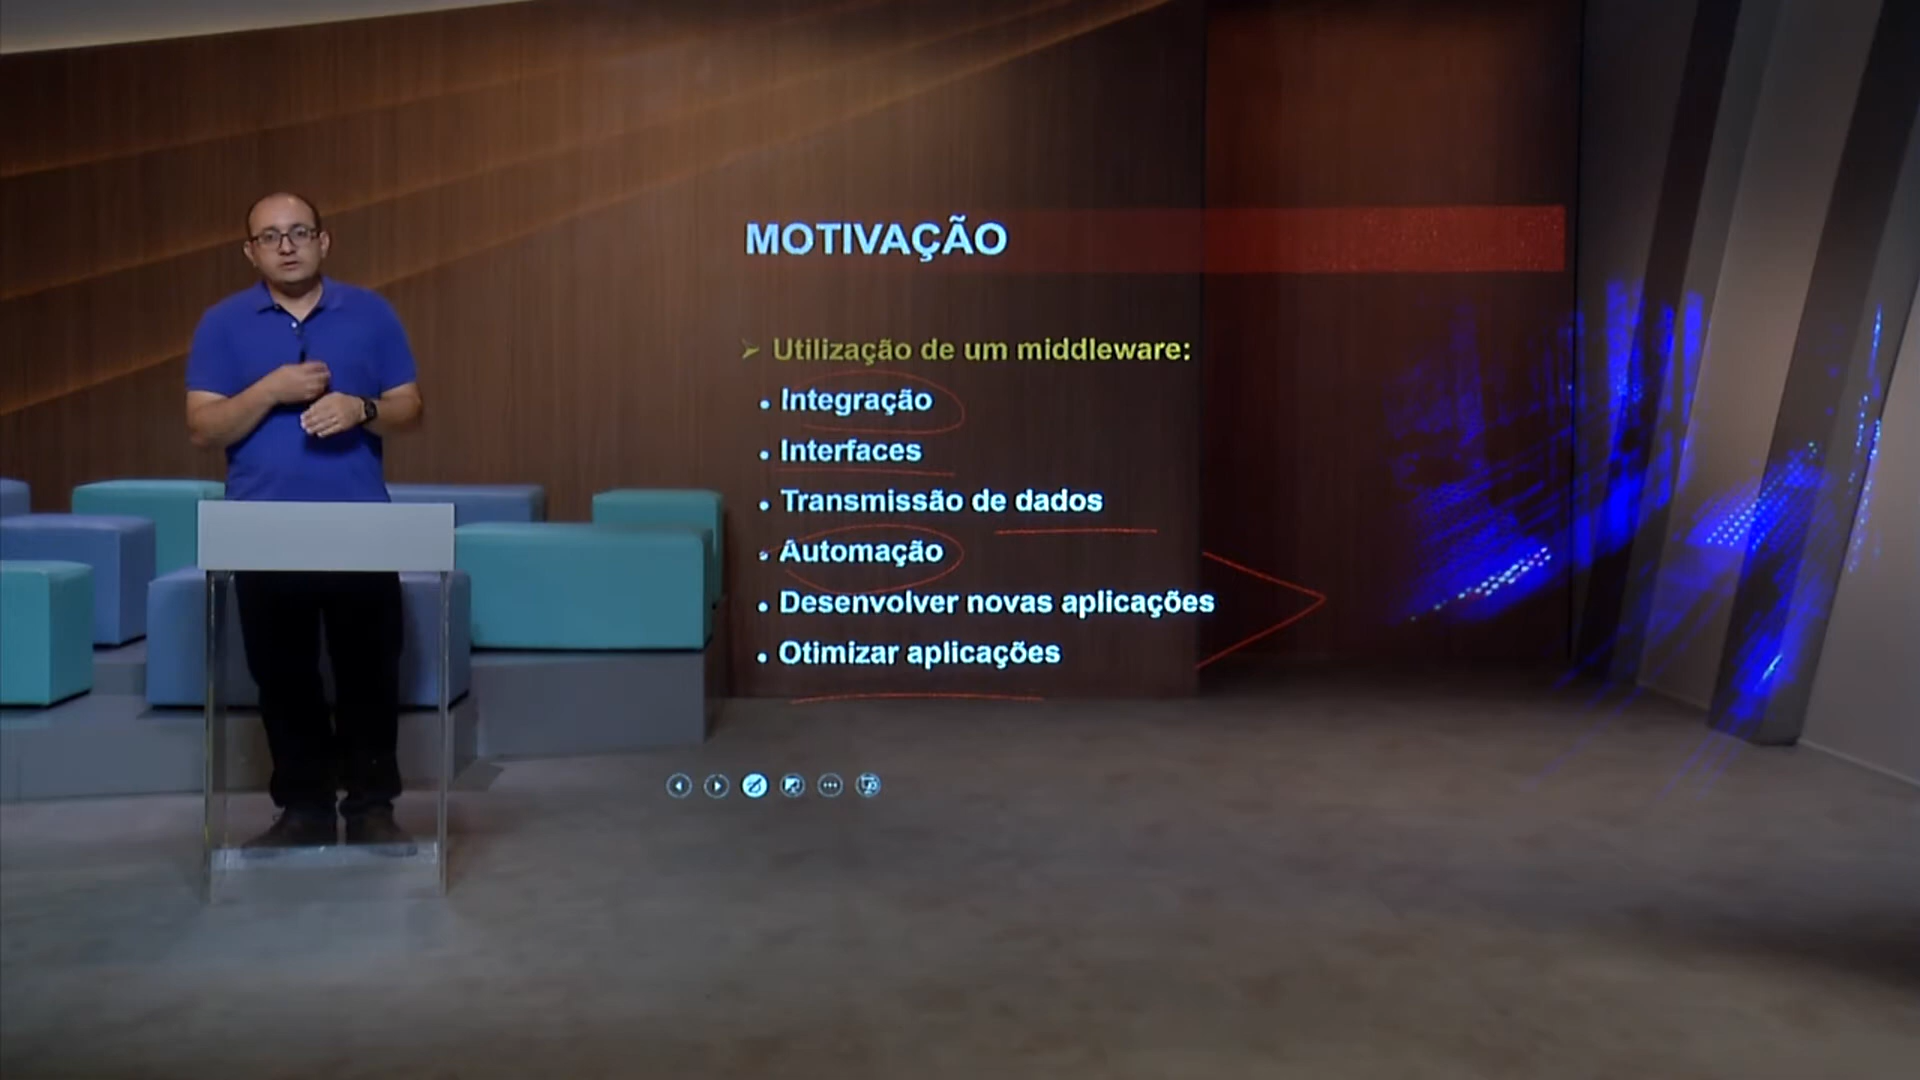 MOTIVAÇÃO
➢ Utilização de um middleware:
• Integração
• Interfaces
• Transmissão de dados
• Automação
• Desenvolver novas aplicações
• Otimizar aplicações